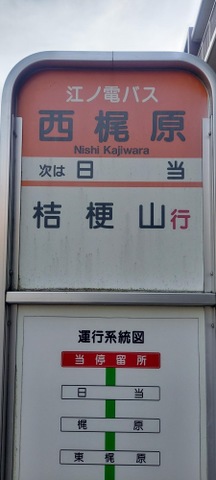 江ノ電バス
西梶原
Nishi Kajiwara
次は 日当
桔梗山行
運行系統図
当停留所
日当
梶原
東梶原